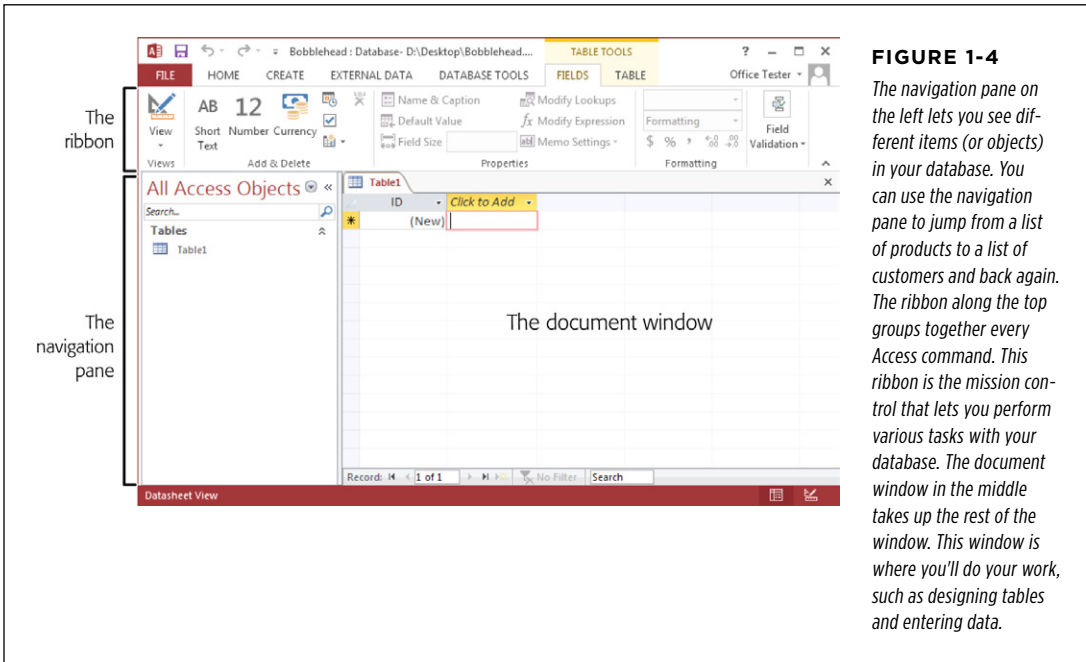 Bobblehead : Database- D:\Desktop\Bobblehead....
TABLE TOOLS
?
FILE HOME CREATE EXTERNAL DATA DATABASE TOOLS FIELDS TABLE Office Tester
The
ribbon
View
Views
AB
Short
Text
12
Number
Currency
Add & Delete
Name & Caption
Default Value
Field Size
Modify Lookups
fx Modify Expression
ab Memo Settings
Properties
Formatting
$ % , .00
Formatting
Field
Validation
The
navigation
pane
All Access Objects «
Search...
Tables
Table1
Table1
ID Click to Add
* (New)
The document window
Record: 1 of 1 No Filter Search
Datasheet View
FIGURE 1-4
The navigation pane on
the left lets you see dif-
ferent items (or objects)
in your database. You
can use the navigation
pane to jump from a list
of products to a list of
customers and back again.
The ribbon along the top
groups together every
Access command. This
ribbon is the mission con-
trol that lets you perform
various tasks with your
database. The document
window in the middle
takes up the rest of the
window. This window is
where you'll do your work,
such as designing tables
and entering data.